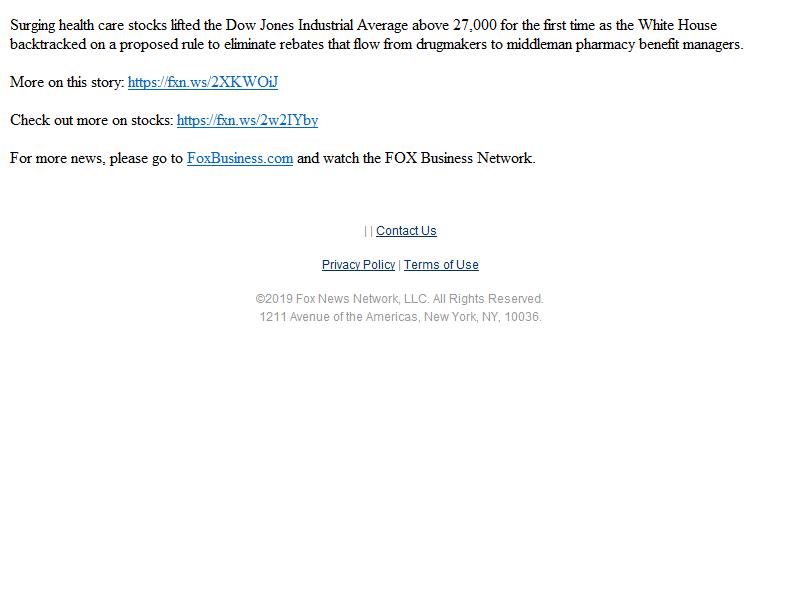 Surging health care stocks lifted the Dow Jones Industrial Average above 27,000 for the first time as the White House
backtracked on a proposed rule to eliminate rebates that flow from drugmakers to middleman pharmacy benefit managers.
More on this story: https://fxn.ws/2XKWOiJ
Check out more on stocks: https://fxn.ws/2w2IYby
For more news, please go to FoxBusiness.com and watch the FOX Business Network.
| | Contact Us
Privacy Policy | Terms of Use
©2019 Fox News Network, LLC. All Rights Reserved.
1211 Avenue of the Americas, New York, NY, 10036.